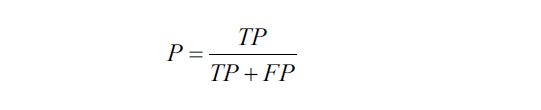 P = TP / (TP + FP)